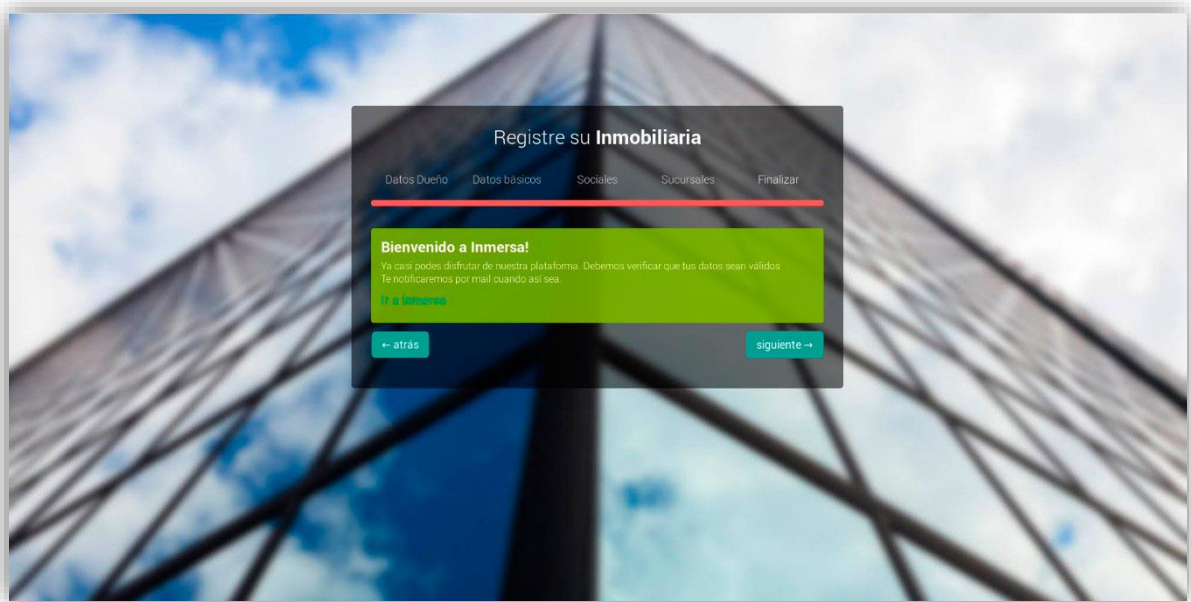 Registre su Inmobiliaria
Datos Dueño Datos básicos Sociales Sucursales Finalizar
Bienvenido a Inmersa!
Ya casi podes disfrutar de nuestra plataforma. Debemos verificar que tus datos sean válidos
Te notificaremos por mail cuando así sea.
Ir a Inmersa
← atrás siguiente →